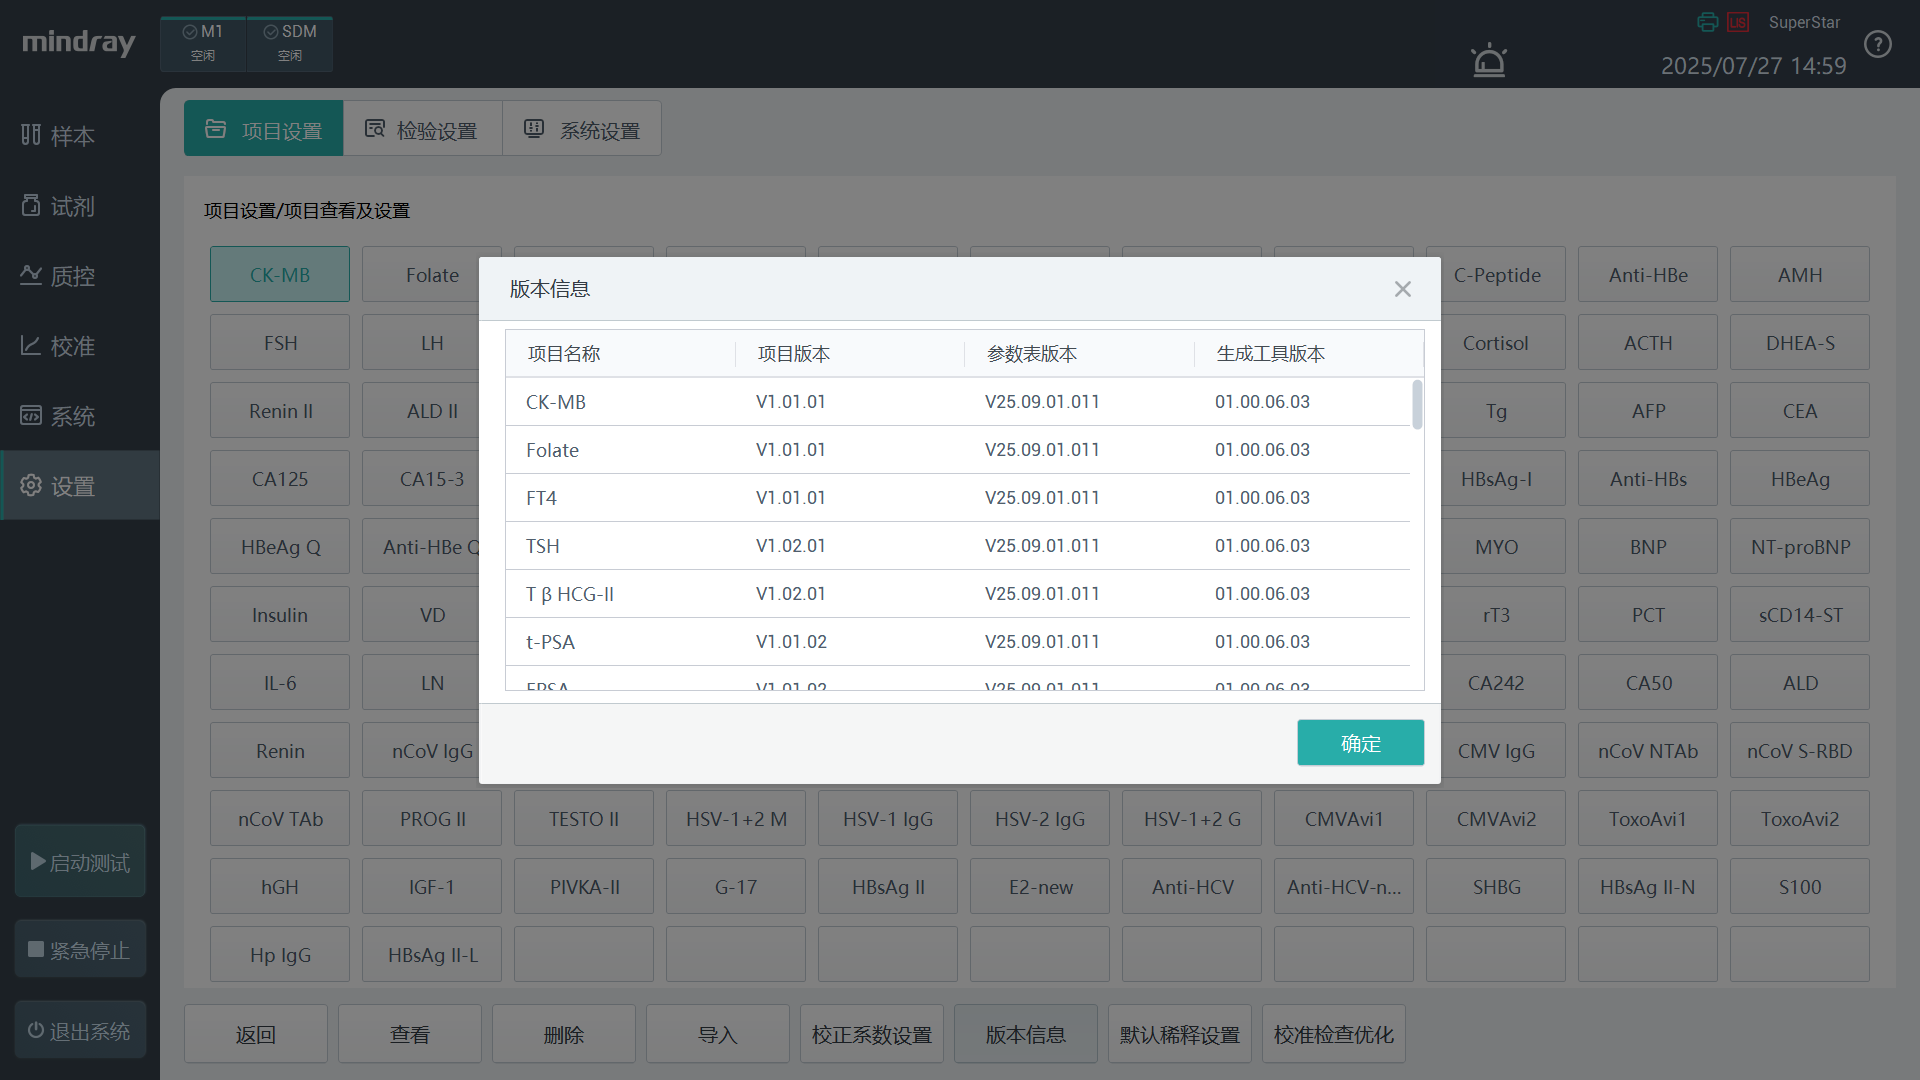 mindray
M1
空闲
SDM
空闲
LIS
SuperStar
2025/07/27 14:59
样本
试剂
质控
校准
系统
设置
启动测试
紧急停止
退出系统
项目设置
检验设置
系统设置
项目设置/项目查看及设置
CK-MB Folate C-Peptide Anti-HBe AMH
FSH LH Cortisol ACTH DHEA-S
Renin II ALD II Tg AFP CEA
CA125 CA15-3 HBsAg-I Anti-HBs HBeAg
HBeAg Q Anti-HBe Q MYO BNP NT-proBNP
Insulin VD rT3 PCT sCD14-ST
IL-6 LN CA242 CA50 ALD
Renin nCoV IgG CMV IgG nCoV NTAb nCoV S-RBD
nCoV TAb PROG II TESTO II HSV-1+2 M HSV-1 IgG HSV-2 IgG HSV-1+2 G CMVAvi1 CMVAvi2 ToxoAvi1 ToxoAvi2
hGH IGF-1 PIVKA-II G-17 HBsAg II E2-new Anti-HCV Anti-HCV-n... SHBG HBsAg II-N S100
Hp IgG HBsAg II-L
版本信息
项目名称 项目版本 参数表版本 生成工具版本
CK-MB V1.01.01 V25.09.01.011 01.00.06.03
Folate V1.01.01 V25.09.01.011 01.00.06.03
FT4 V1.01.01 V25.09.01.011 01.00.06.03
TSH V1.02.01 V25.09.01.011 01.00.06.03
T β HCG-II V1.02.01 V25.09.01.011 01.00.06.03
t-PSA V1.01.02 V25.09.01.011 01.00.06.03
FPSA V1.01.02 V25.09.01.011 01.00.06.03
确定
返回 查看 删除 导入 校正系数设置 版本信息 默认稀释设置 校准检查优化